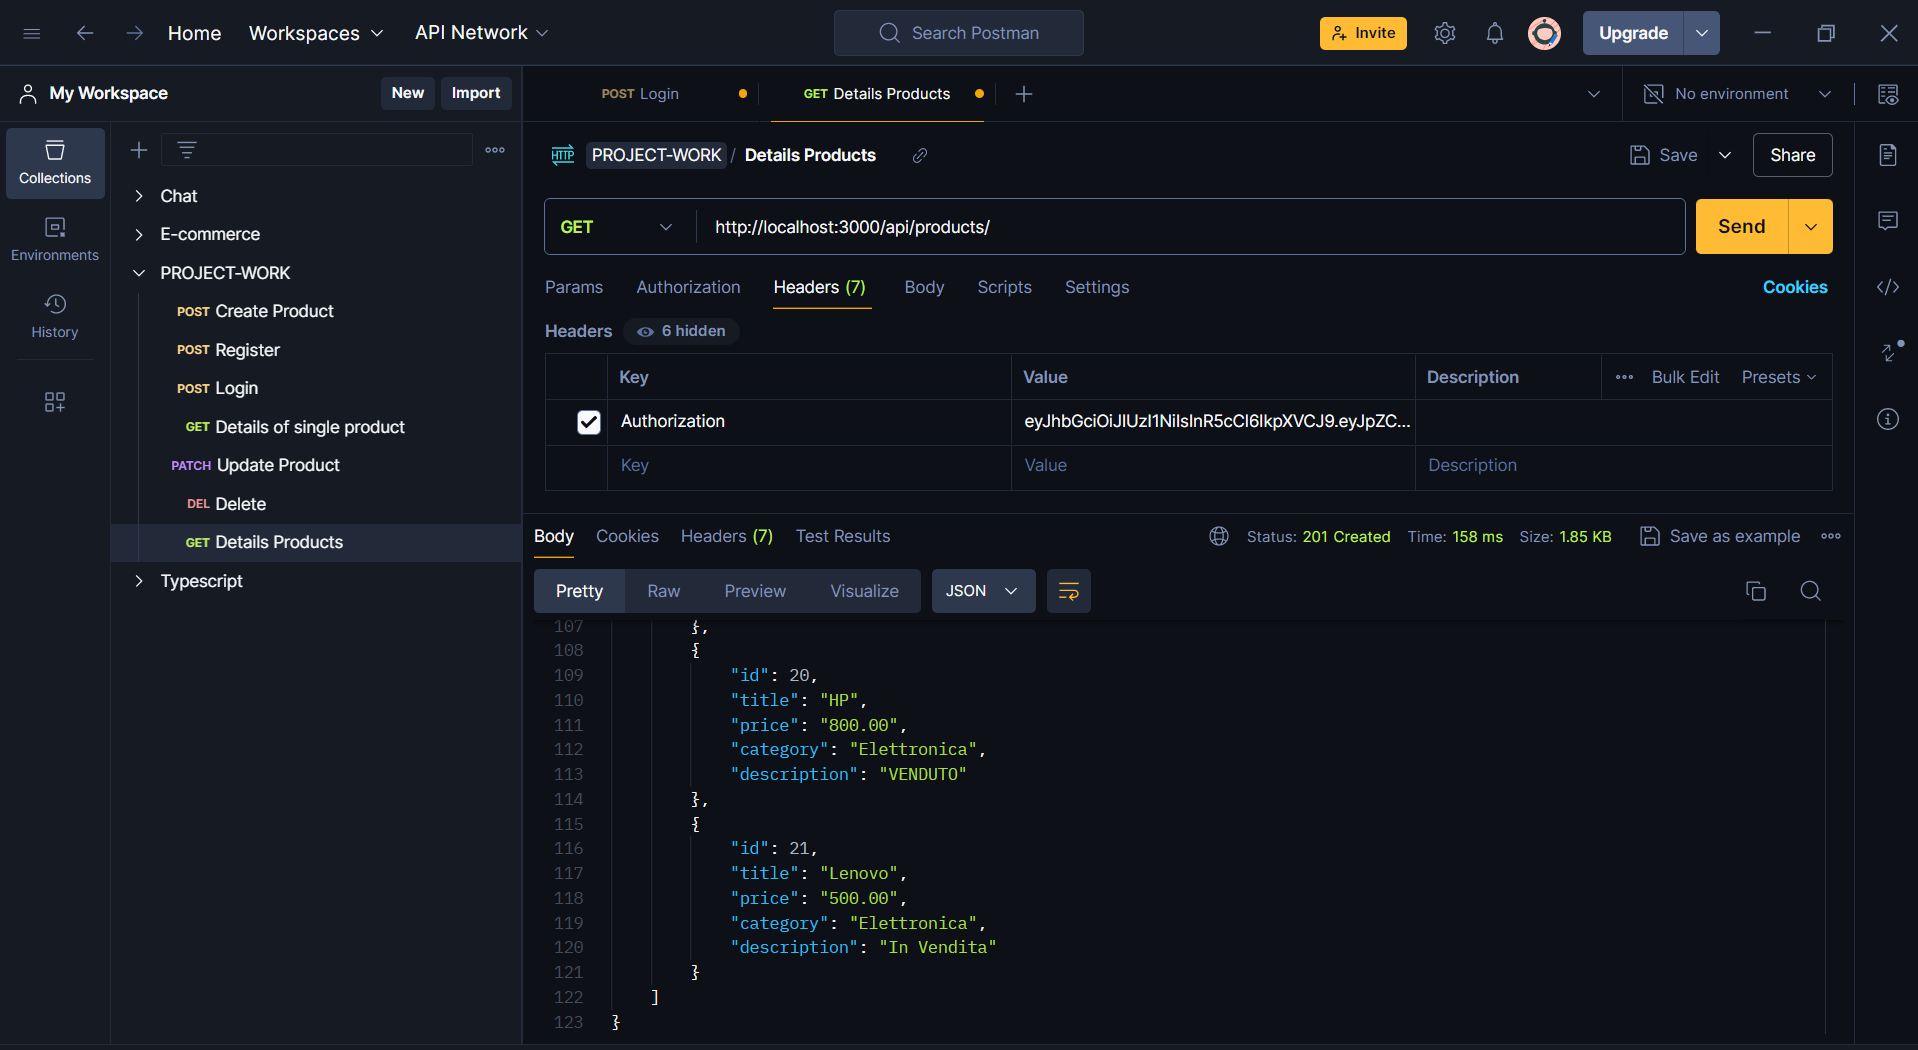 Home Workspaces API Network Search Postman Invite Upgrade
My Workspace New Import POST Login GET Details Products No environment
Collections
Environments
History
Chat
E-commerce
PROJECT-WORK
POST Create Product
POST Register
POST Login
GET Details of single product
PATCH Update Product
DEL Delete
GET Details Products
Typescript
HTTP PROJECT-WORK / Details Products Save Share
GET http://localhost:3000/api/products/ Send
Params Authorization Headers (7) Body Scripts Settings Cookies
Headers 6 hidden
Key Value Description Bulk Edit Presets
Authorization eyJhbGciOiJIUzI1NiIsInR5cCI6IkpXVCJ9.eyJpZC...
Key Value Description
Body Cookies Headers (7) Test Results Status: 201 Created Time: 158 ms Size: 1.85 KB Save as example
Pretty Raw Preview Visualize JSON
107 },
108 {
109 "id": 20,
110 "title": "HP",
111 "price": "800.00",
112 "category": "Elettronica",
113 "description": "VENDUTO"
114 },
115 {
116 "id": 21,
117 "title": "Lenovo",
118 "price": "500.00",
119 "category": "Elettronica",
120 "description": "In Vendita"
121 }
122 ]
123 }